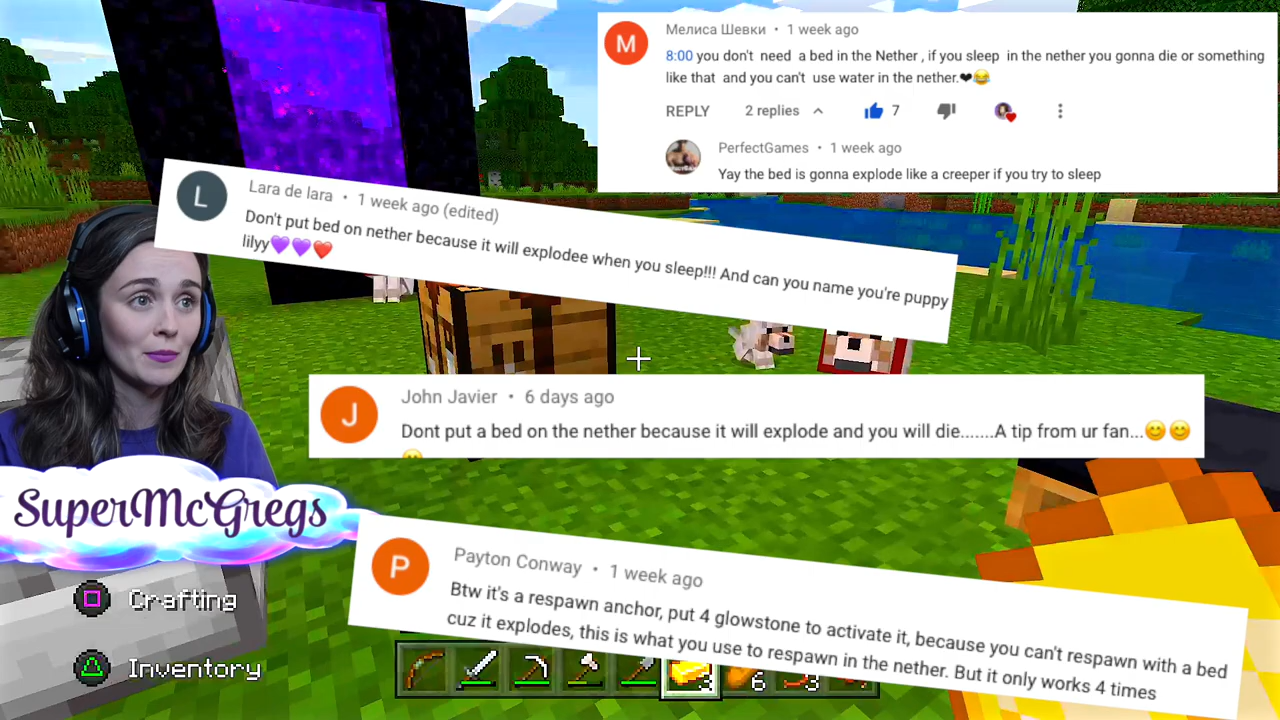 Мелиса Шевки • 1 week ago
8:00 you don't need a bed in the Nether , if you sleep in the nether you gonna die or something
like that and you can't use water in the nether.❤😂
REPLY 2 replies 7
PerfectGames • 1 week ago
Yay the bed is gonna explode like a creeper if you try to sleep
L
M
Lara de lara • 1 week ago (edited)
Don't put bed on nether because it will explodee when you sleep!!! And can you name you're puppy
lilyy💜💜❤️
J
John Javier • 6 days ago
Dont put a bed on the nether because it will explode and you will die.......A tip from ur fan...😊😊
SuperMcGregs
P
Payton Conway • 1 week ago
Btw it's a respawn anchor, put 4 glowstone to activate it, because you can't respawn with a bed
cuz it explodes, this is what you use to respawn in the nether. But it only works 4 times
Crafting
Inventory
3 6 3